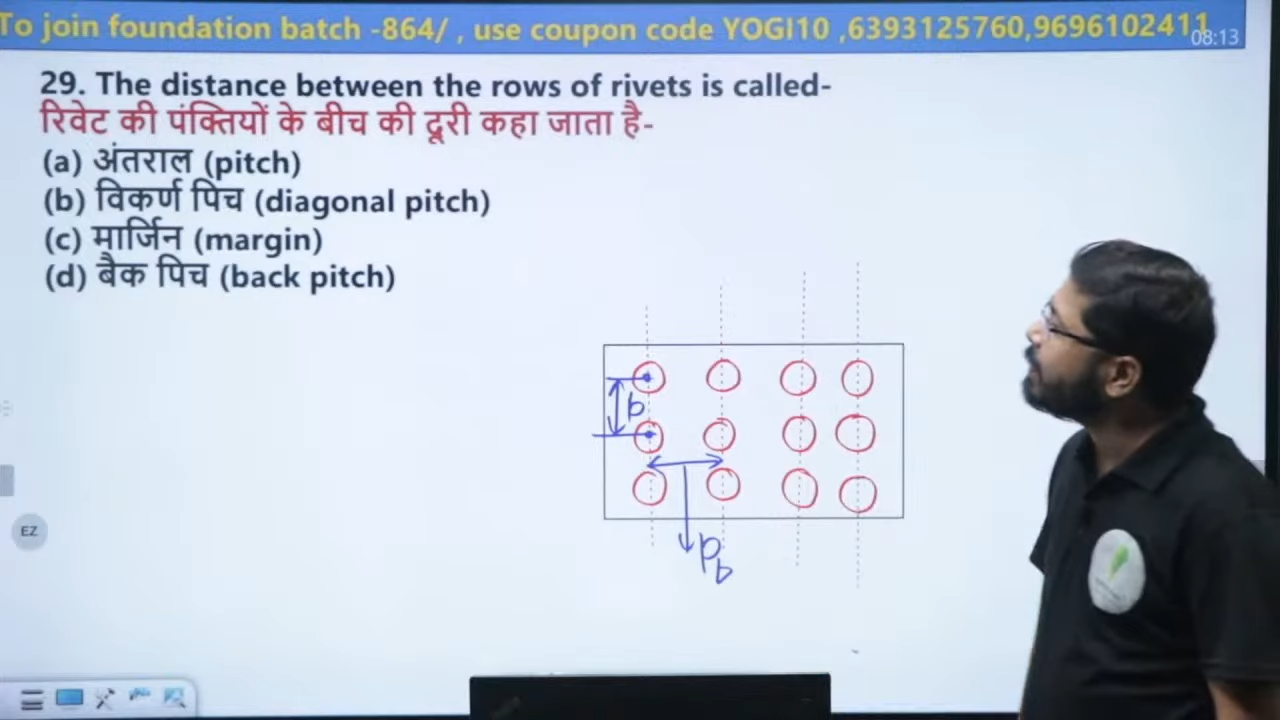 To join foundation batch -864/ , use coupon code YOGI10 ,6393125760,9696102411
08:13
29. The distance between the rows of rivets is called-
रिवेट की पंक्तियों के बीच की दूरी कहा जाता है-
(a) अंतराल (pitch)
(b) विकर्ण पिच (diagonal pitch)
(c) मार्जिन (margin)
(d) बैक पिच (back pitch)
p
Pb
EZ